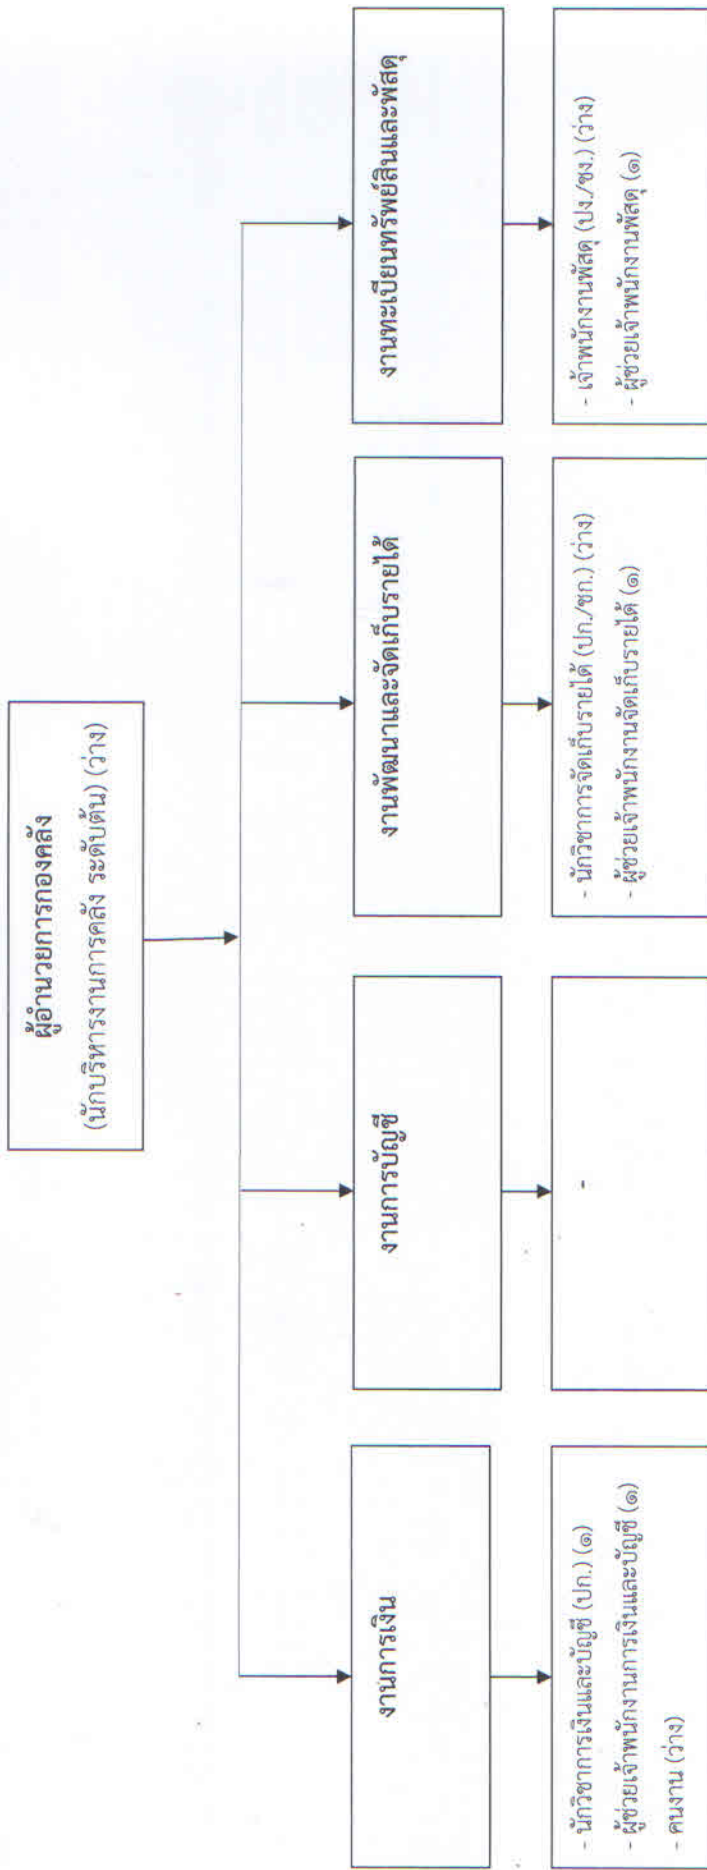 ผู้อำนวยการกองคลัง
(นักบริหารงานการคลัง ระดับต้น) (ว่าง)
งานการเงิน
- นักวิชาการเงินและบัญชี (ปก.) (๑)
- ผู้ช่วยเจ้าพนักงานการเงินและบัญชี (๑)
- คนงาน (ว่าง)
งานการบัญชี
-
งานพัฒนาและจัดเก็บรายได้
- นักวิชาการจัดเก็บรายได้ (ปก./ชก.) (ว่าง)
- ผู้ช่วยเจ้าพนักงานจัดเก็บรายได้ (๑)
งานทะเบียนทรัพย์สินและพัสดุ
- เจ้าพนักงานพัสดุ (ปง./ชง.) (ว่าง)
- ผู้ช่วยเจ้าพนักงานพัสดุ (๑)